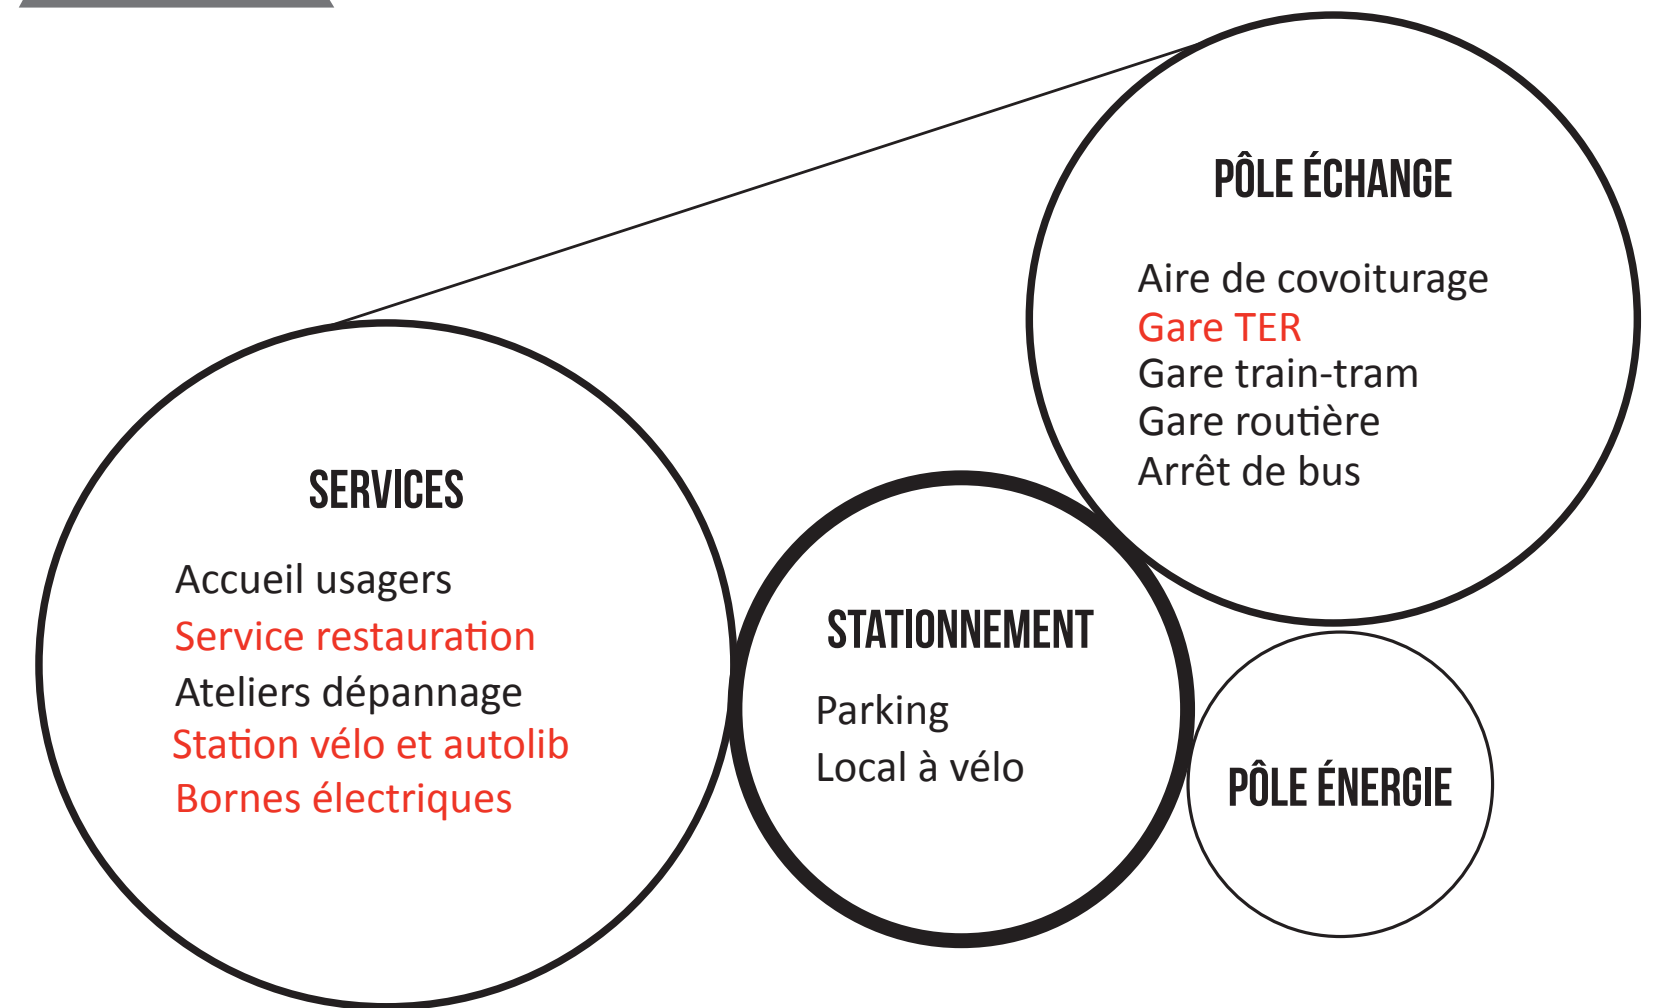 PÔLE ÉCHANGE
Aire de covoiturage
Gare TER
Gare train-tram
Gare routière
Arrêt de bus
SERVICES
Accueil usagers
Service restauration
Ateliers dépannage
Station vélo et autolib
Bornes électriques
STATIONNEMENT
Parking
Local à vélo
PÔLE ÉNERGIE